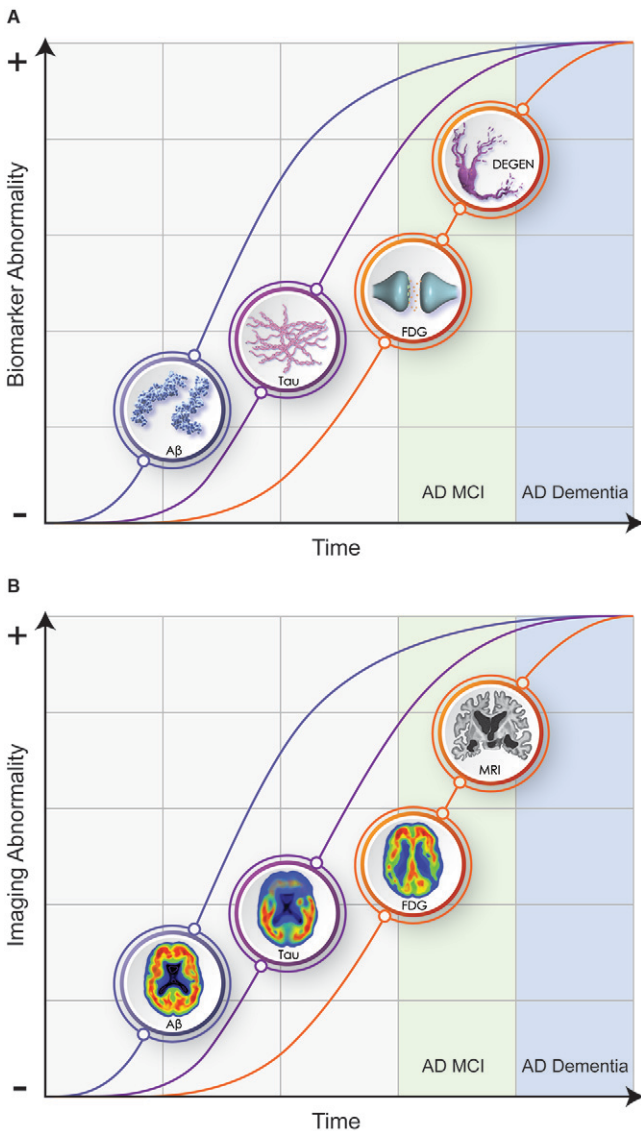 A
+
Biomarker Abnormality
DEGEN
FDG
Tau
Aβ
AD MCI
AD Dementia
-
Time
B
+
Imaging Abnormality
MRI
FDG
Tau
Aβ
AD MCI
AD Dementia
-
Time